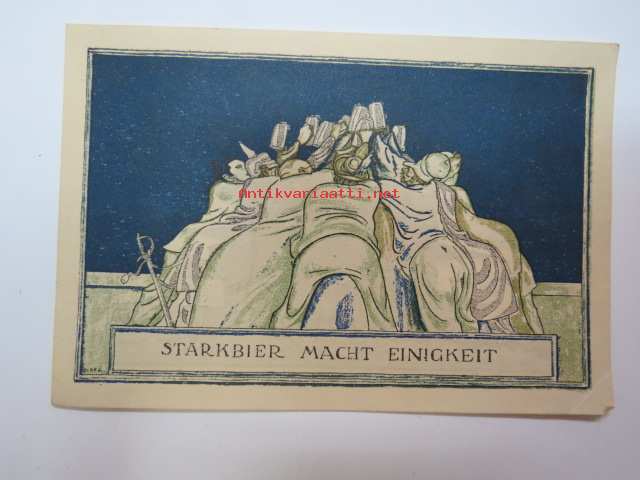 Antikvariaatti.net
STARKBIER MACHT EINIGKEIT